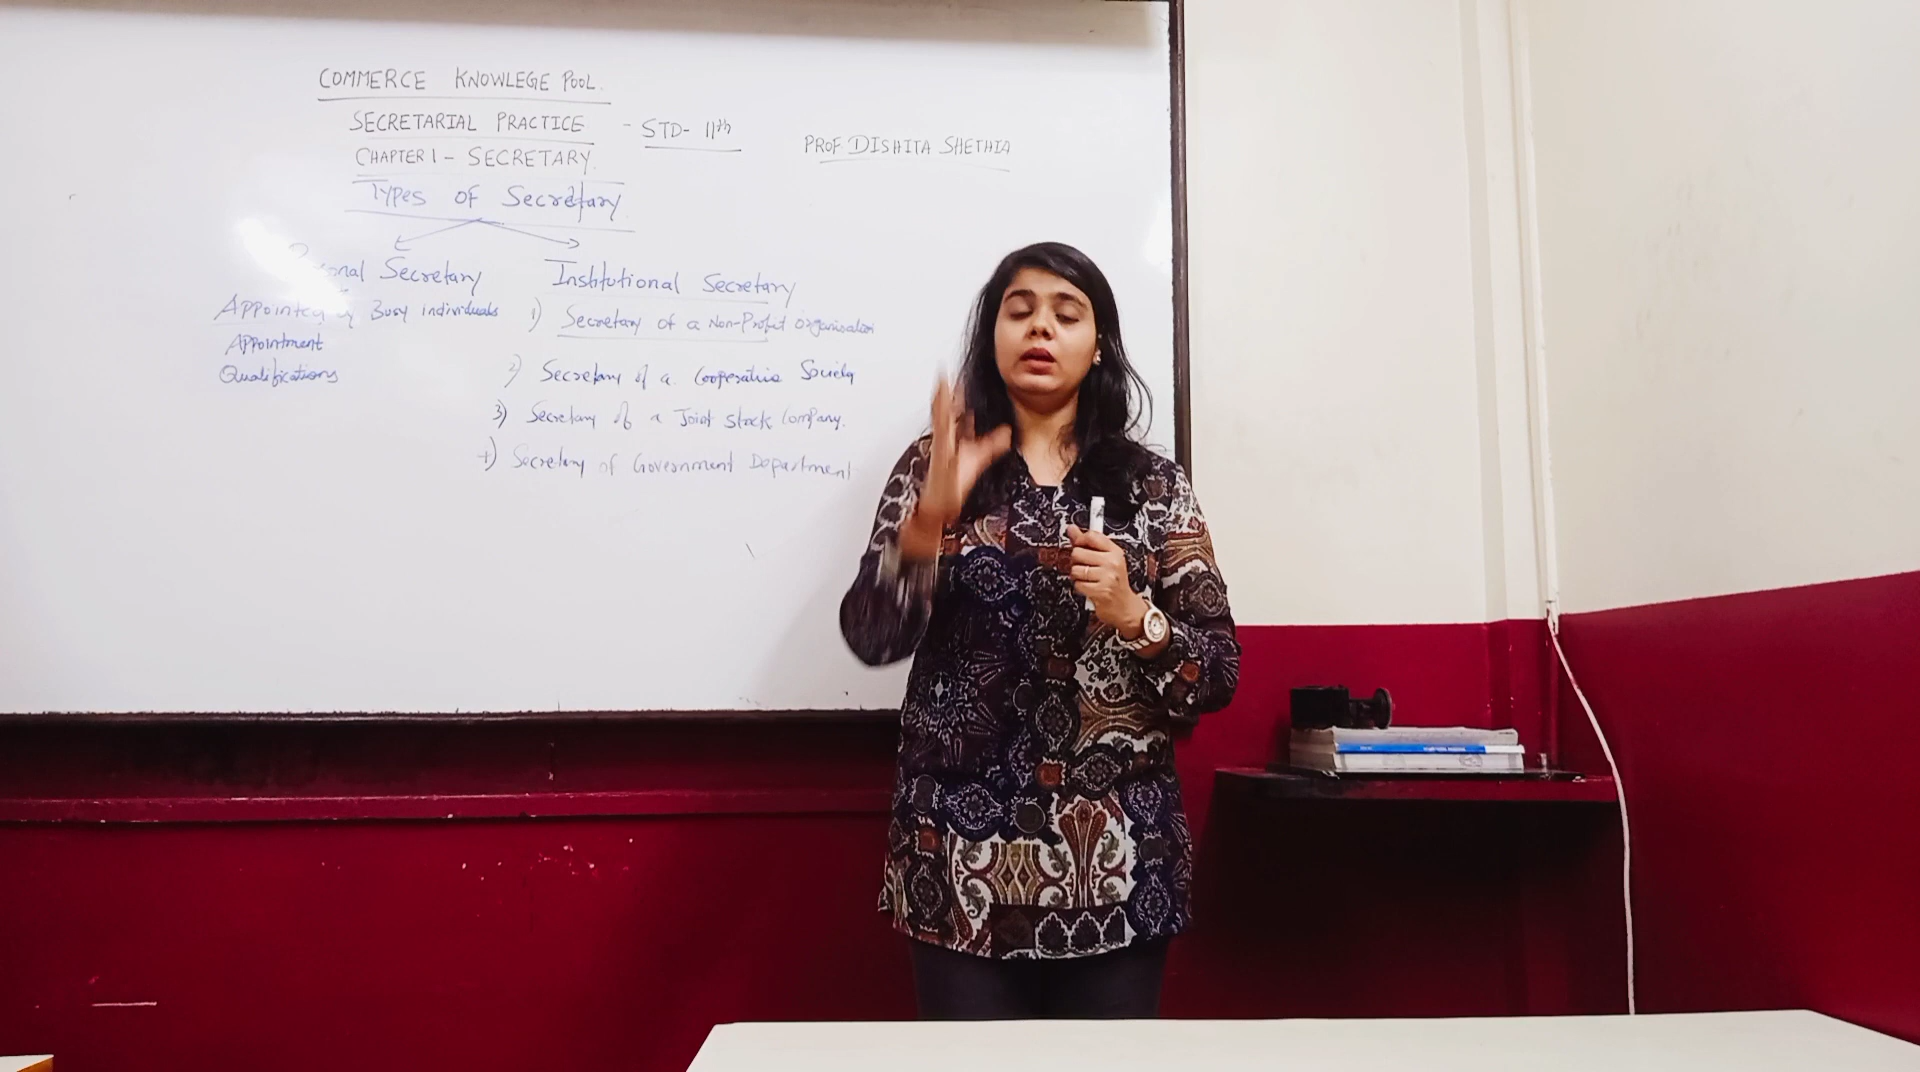 COMMERCE KNOWLEGE POOL.
SECRETARIAL PRACTICE - STD- 11th
PROF DISHITA SHETHIA
CHAPTER 1 - SECRETARY.
Types of Secretary
Secretary
Appointed by Busy individuals
Appointment
Qualifications
Institutional Secretary
1) Secretary of a Non-Profit organisation
2) Secretary of a Cooperative Society
3) Secretary of a Joint Stock Company.
4) Secretary of Government Department